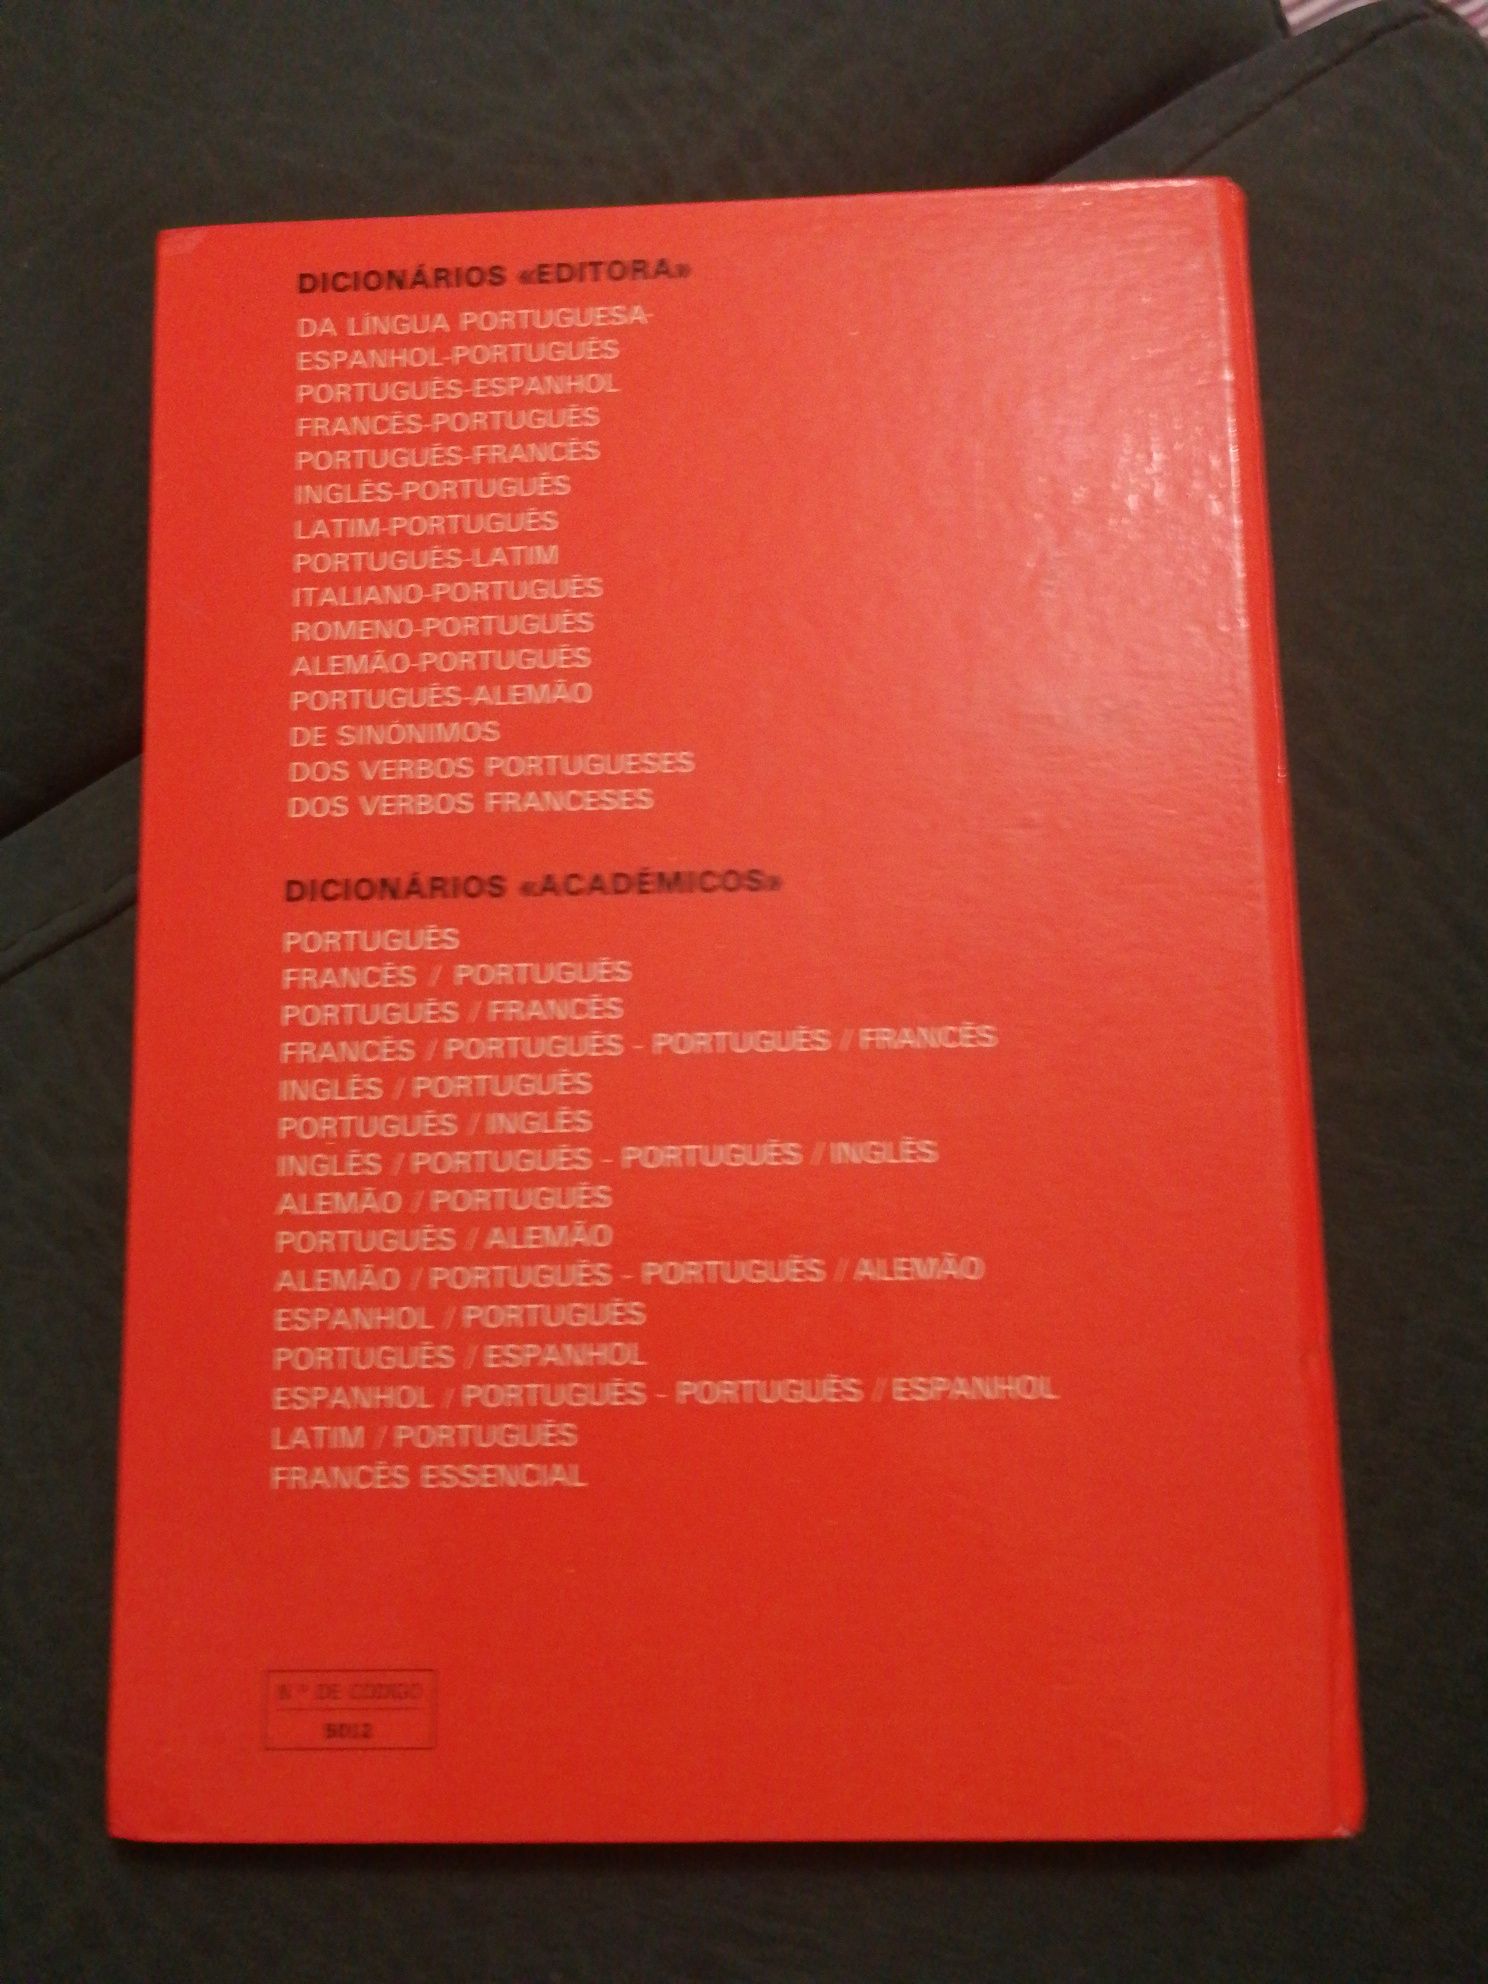 DICIONÁRIOS «EDITORA»
DA LÍNGUA PORTUGUESA
ESPANHOL-PORTUGUÊS
PORTUGUÊS-ESPANHOL
FRANCÊS-PORTUGUÊS
PORTUGUÊS-FRANCÊS
INGLÊS-PORTUGUÊS
LATIM-PORTUGUÊS
PORTUGUÊS-LATIM
ITALIANO-PORTUGUÊS
ROMENO-PORTUGUÊS
ALEMÃO-PORTUGUÊS
PORTUGUÊS-ALEMÃO
DE SINÓNIMOS
DOS VERBOS PORTUGUESES
DOS VERBOS FRANCESES
DICIONÁRIOS «ACADÉMICOS»
PORTUGUÊS
FRANCÊS / PORTUGUÊS
PORTUGUÊS / FRANCÊS
FRANCÊS / PORTUGUÊS - PORTUGUÊS / FRANCÊS
INGLÊS / PORTUGUÊS
PORTUGUÊS / INGLÊS
INGLÊS / PORTUGUÊS - PORTUGUÊS / INGLÊS
ALEMÃO / PORTUGUÊS
PORTUGUÊS / ALEMÃO
ALEMÃO / PORTUGUÊS - PORTUGUÊS / ALEMÃO
ESPANHOL / PORTUGUÊS
PORTUGUÊS / ESPANHOL
ESPANHOL / PORTUGUÊS - PORTUGUÊS / ESPANHOL
LATIM / PORTUGUÊS
FRANCÊS ESSENCIAL
N.º DE CÓDIGO
5012